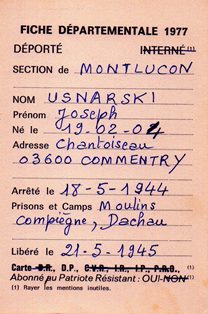 FICHE DÉPARTEMENTALE 1977
DÉPORTÉ INTERNÉ (1)
SECTION de MONTLUCON
NOM USNARSKI
Prénom Joseph
Né le 19-02-04
Adresse Chantoiseau
03600 COMMENTRY
Arrêté le 18-5-1944
Prisons et Camps Moulins
compiègne, Dachau
Libéré le 21-5-1945
Carte D.R., D.P., C.V.R., I.R., I.P., P.R.O., (1)
Abonné au Patriote Résistant : OUI-NON (1)
(1) Rayer les mentions inutiles.